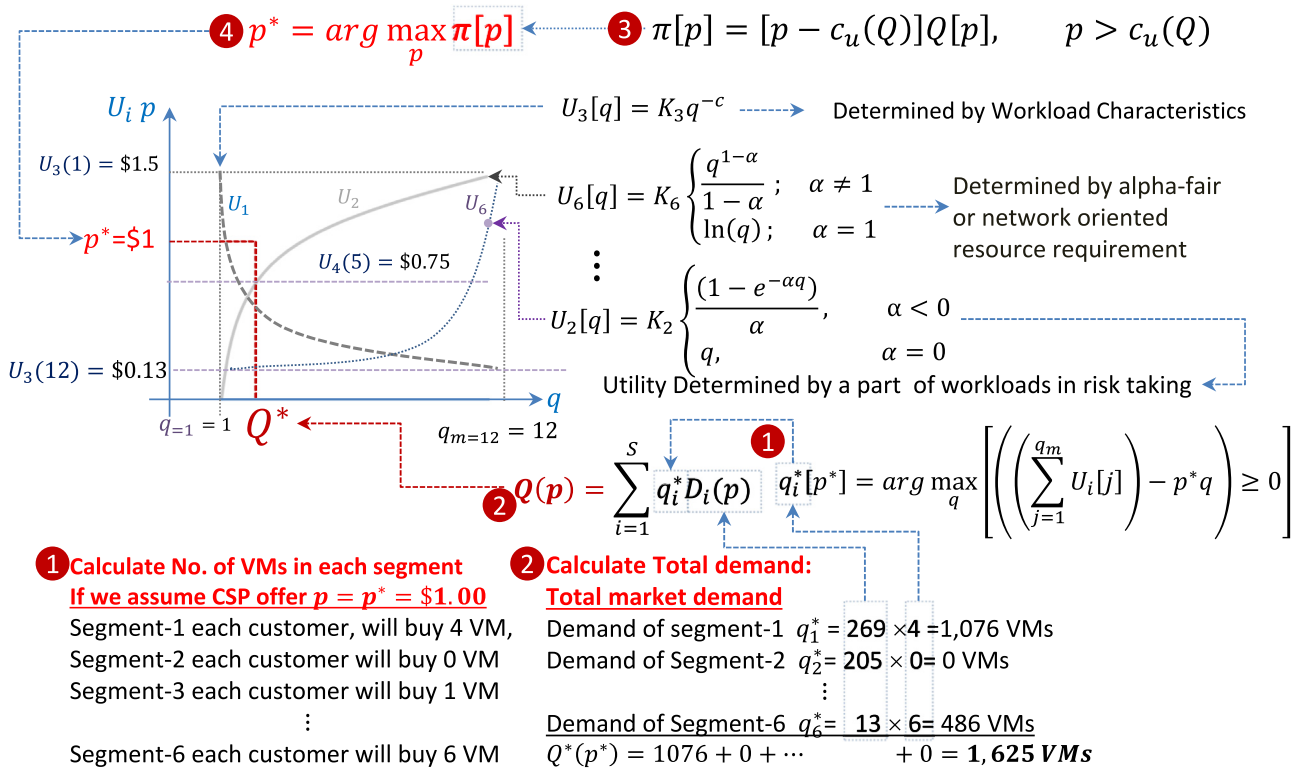 4 p* = arg max_p π[p]
3 π[p] = [p − c_u(Q)]Q[p], p > c_u(Q)
U_i p
U_3[q] = K_3 q^{−c}
Determined by Workload Characteristics
U_3(1) = $1.5
U_1
U_2
U_6
U_6[q] = K_6 { q^{1−α} / (1 − α) ; α ≠ 1
ln(q) ; α = 1
Determined by alpha-fair
or network oriented
resource requirement
p*=$1
U_4(5) = $0.75
⋮
U_2[q] = K_2 { (1 − e^{−αq}) / α , α < 0
q, α = 0
U_3(12) = $0.13
Utility Determined by a part of workloads in risk taking
q
q_{=1} = 1
Q*
q_{m=12} = 12
1
2 Q(p) = ∑_{i=1}^{S} q_i^* D_i(p)
q_i^*[p*] = arg max_q [(((∑_{j=1}^{q_m} U_i[j]) − p*q) ≥ 0]
1 Calculate No. of VMs in each segment
If we assume CSP offer p = p* = $1.00
Segment-1 each customer, will buy 4 VM,
Segment-2 each customer will buy 0 VM
Segment-3 each customer will buy 1 VM
⋮
Segment-6 each customer will buy 6 VM
2 Calculate Total demand:
Total market demand
Demand of segment-1 q_1^* = 269 ×4 =1,076 VMs
Demand of Segment-2 q_2^*= 205 × 0= 0 VMs
⋮
Demand of Segment-6 q_6^*= 13 × 6= 486 VMs
Q*(p*) = 1076 + 0 + ⋯ + 0 = 1,625 VMs